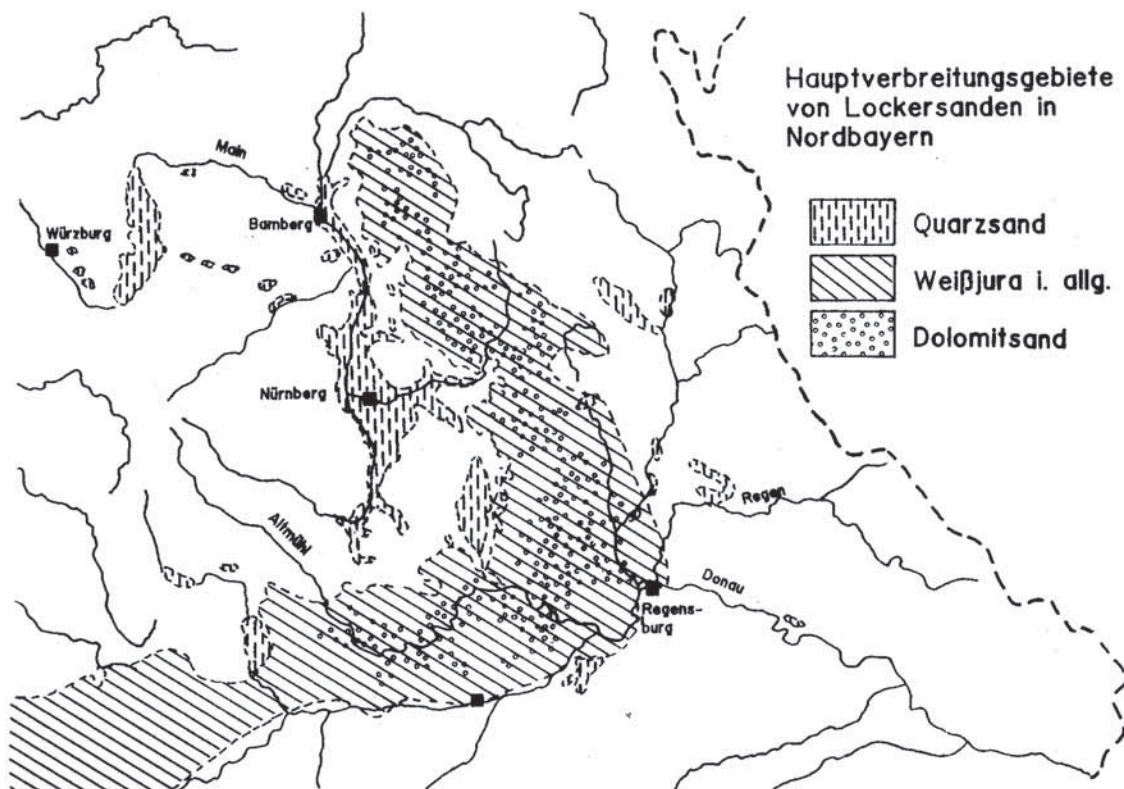 Hauptverbreitungsgebiete
von Lockersanden in
Nordbayern
Quarzsand
Weißjura i. allg.
Dolomitsand
Main
Bamberg
Würzburg
Nürnberg
Altmühl
Regen
Donau
Regens-
burg